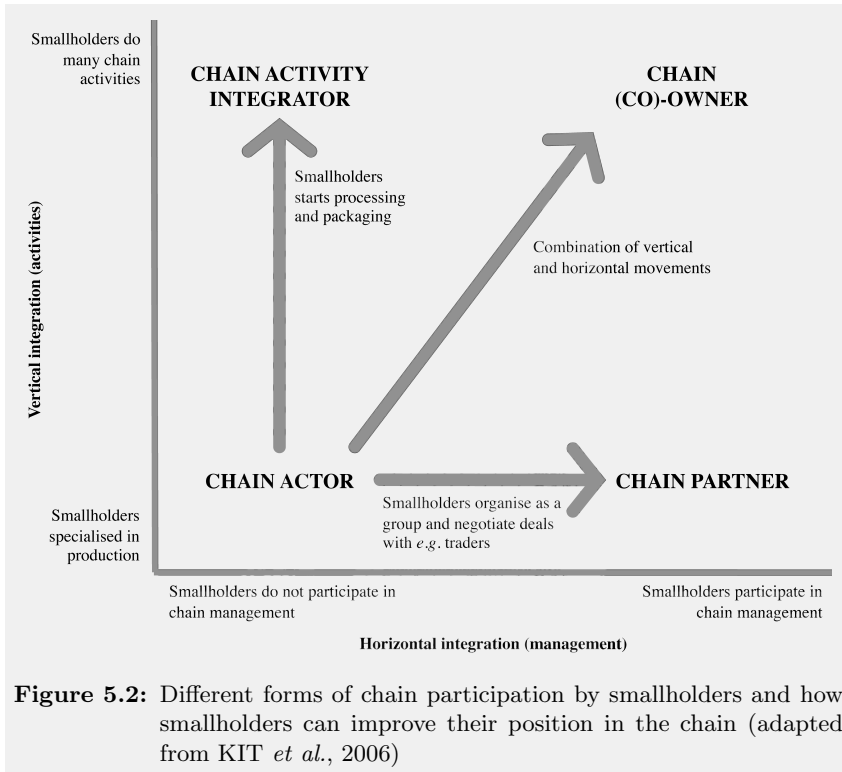 Smallholders do
many chain
activities
CHAIN ACTIVITY
INTEGRATOR
CHAIN
(CO)-OWNER
Smallholders
starts processing
and packaging
Combination of vertical
and horizontal movements
Vertical integration (activities)
CHAIN ACTOR
CHAIN PARTNER
Smallholders organise as a
group and negotiate deals
with e.g. traders
Smallholders
specialised in
production
Smallholders do not participate in
chain management
Smallholders participate in
chain management
Horizontal integration (management)
Figure 5.2: Different forms of chain participation by smallholders and how
smallholders can improve their position in the chain (adapted
from KIT et al., 2006)